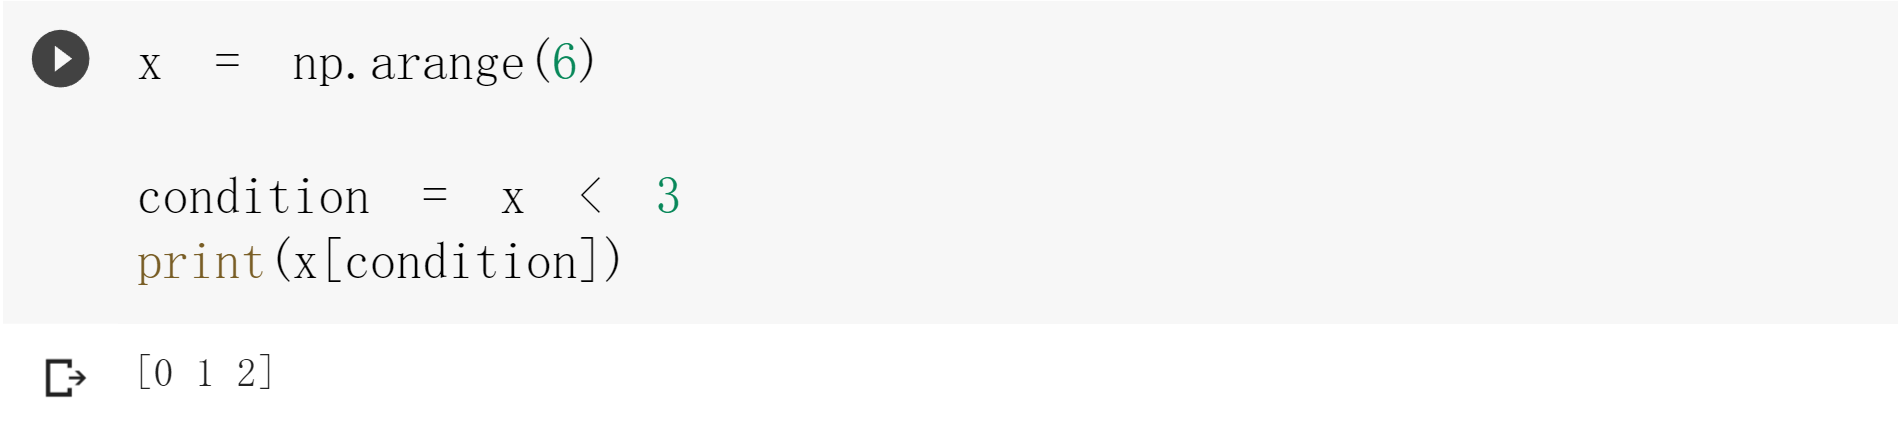 x = np.arange(6)
condition = x < 3
print(x[condition])
[0 1 2]